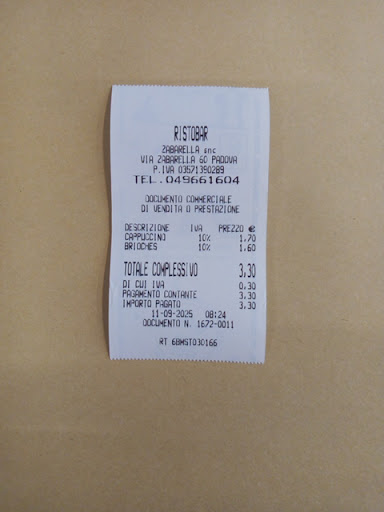 RISTOBAR
ZABARELLA snc
VIA ZABARELLA 60 PADOVA
P.IVA 03571390289
TEL.049661604
DOCUMENTO COMMERCIALE
DI VENDITA O PRESTAZIONE
DESCRIZIONE IVA PREZZO €
CAPPUCCINO 10% 1.70
BRIOCHES 10% 1.60
TOTALE COMPLESSIVO 3.30
DI CUI IVA 0.30
PAGAMENTO CONTANTE 3.30
IMPORTO PAGATO 3.30
11-09-2025 08:24
DOCUMENTO N. 1672-0011
RT 6BMST030166